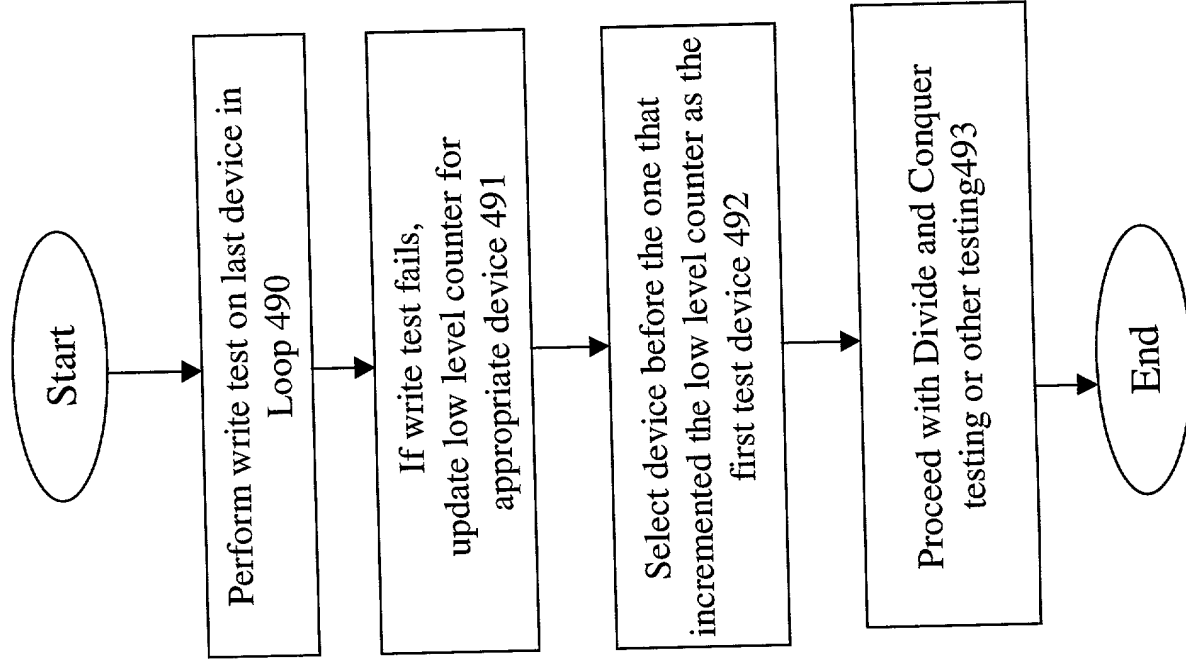 Start
Perform write test on last device in
Loop 490
If write test fails,
update low level counter for
appropriate device 491
Select device before the one that
incremented the low level counter as the
first test device 492
Proceed with Divide and Conquer
testing or other testing493
End